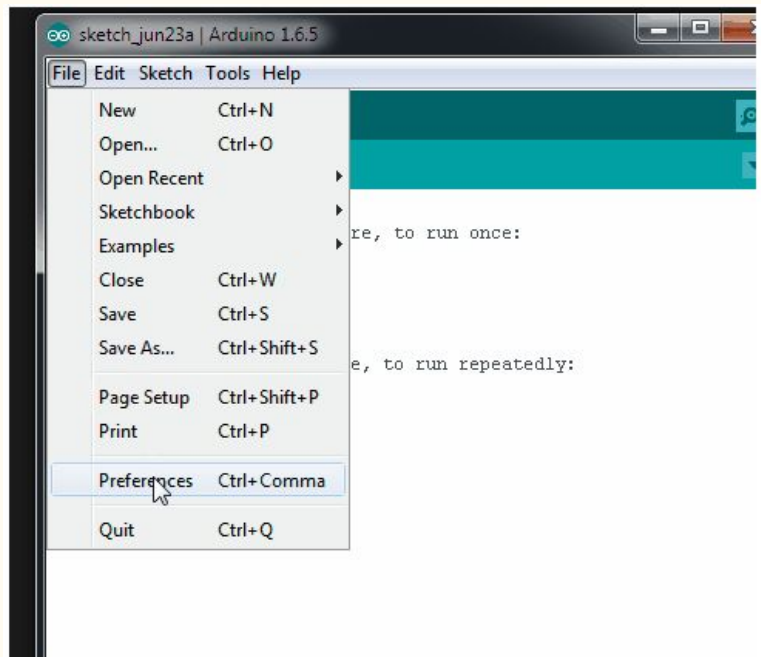 sketch_jun23a | Arduino 1.6.5
File Edit Sketch Tools Help
New Ctrl+N
Open... Ctrl+O
Open Recent
Sketchbook
re, to run once:
Examples
Close Ctrl+W
Save Ctrl+S
Save As... Ctrl+Shift+S
e, to run repeatedly:
Page Setup Ctrl+Shift+P
Print Ctrl+P
Preferences Ctrl+Comma
Quit Ctrl+Q